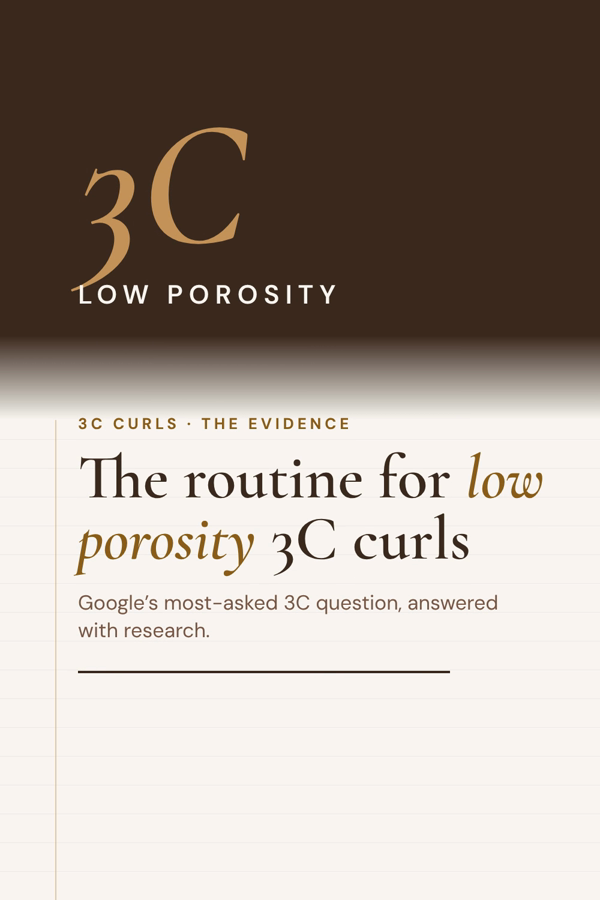 3C
LOW POROSITY
3C CURLS · THE EVIDENCE
The routine for low
porosity 3C curls
Google’s most-asked 3C question, answered
with research.